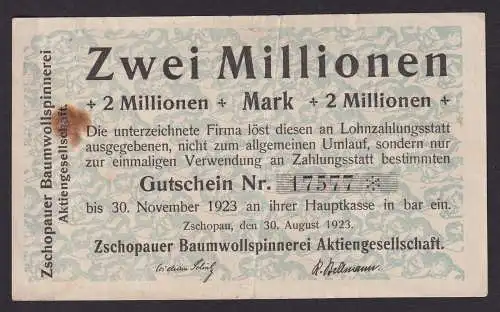 Zschopauer Baumwollspinnerei
Aktiengesellschaft.
Zwei Millionen
+ 2 Millionen + Mark + 2 Millionen +
Die unterzeichnete Firma löst diesen an Lohnzahlungsstatt
ausgegebenen, nicht zum allgemeinen Umlauf, sondern nur
zur einmaligen Verwendung an Zahlungsstatt bestimmten
Gutschein Nr. 17577 *
bis 30. November 1923 an ihrer Hauptkasse in bar ein.
Zschopau, den 30. August 1923.
Zschopauer Baumwollspinnerei Aktiengesellschaft.
R. Bellmann.